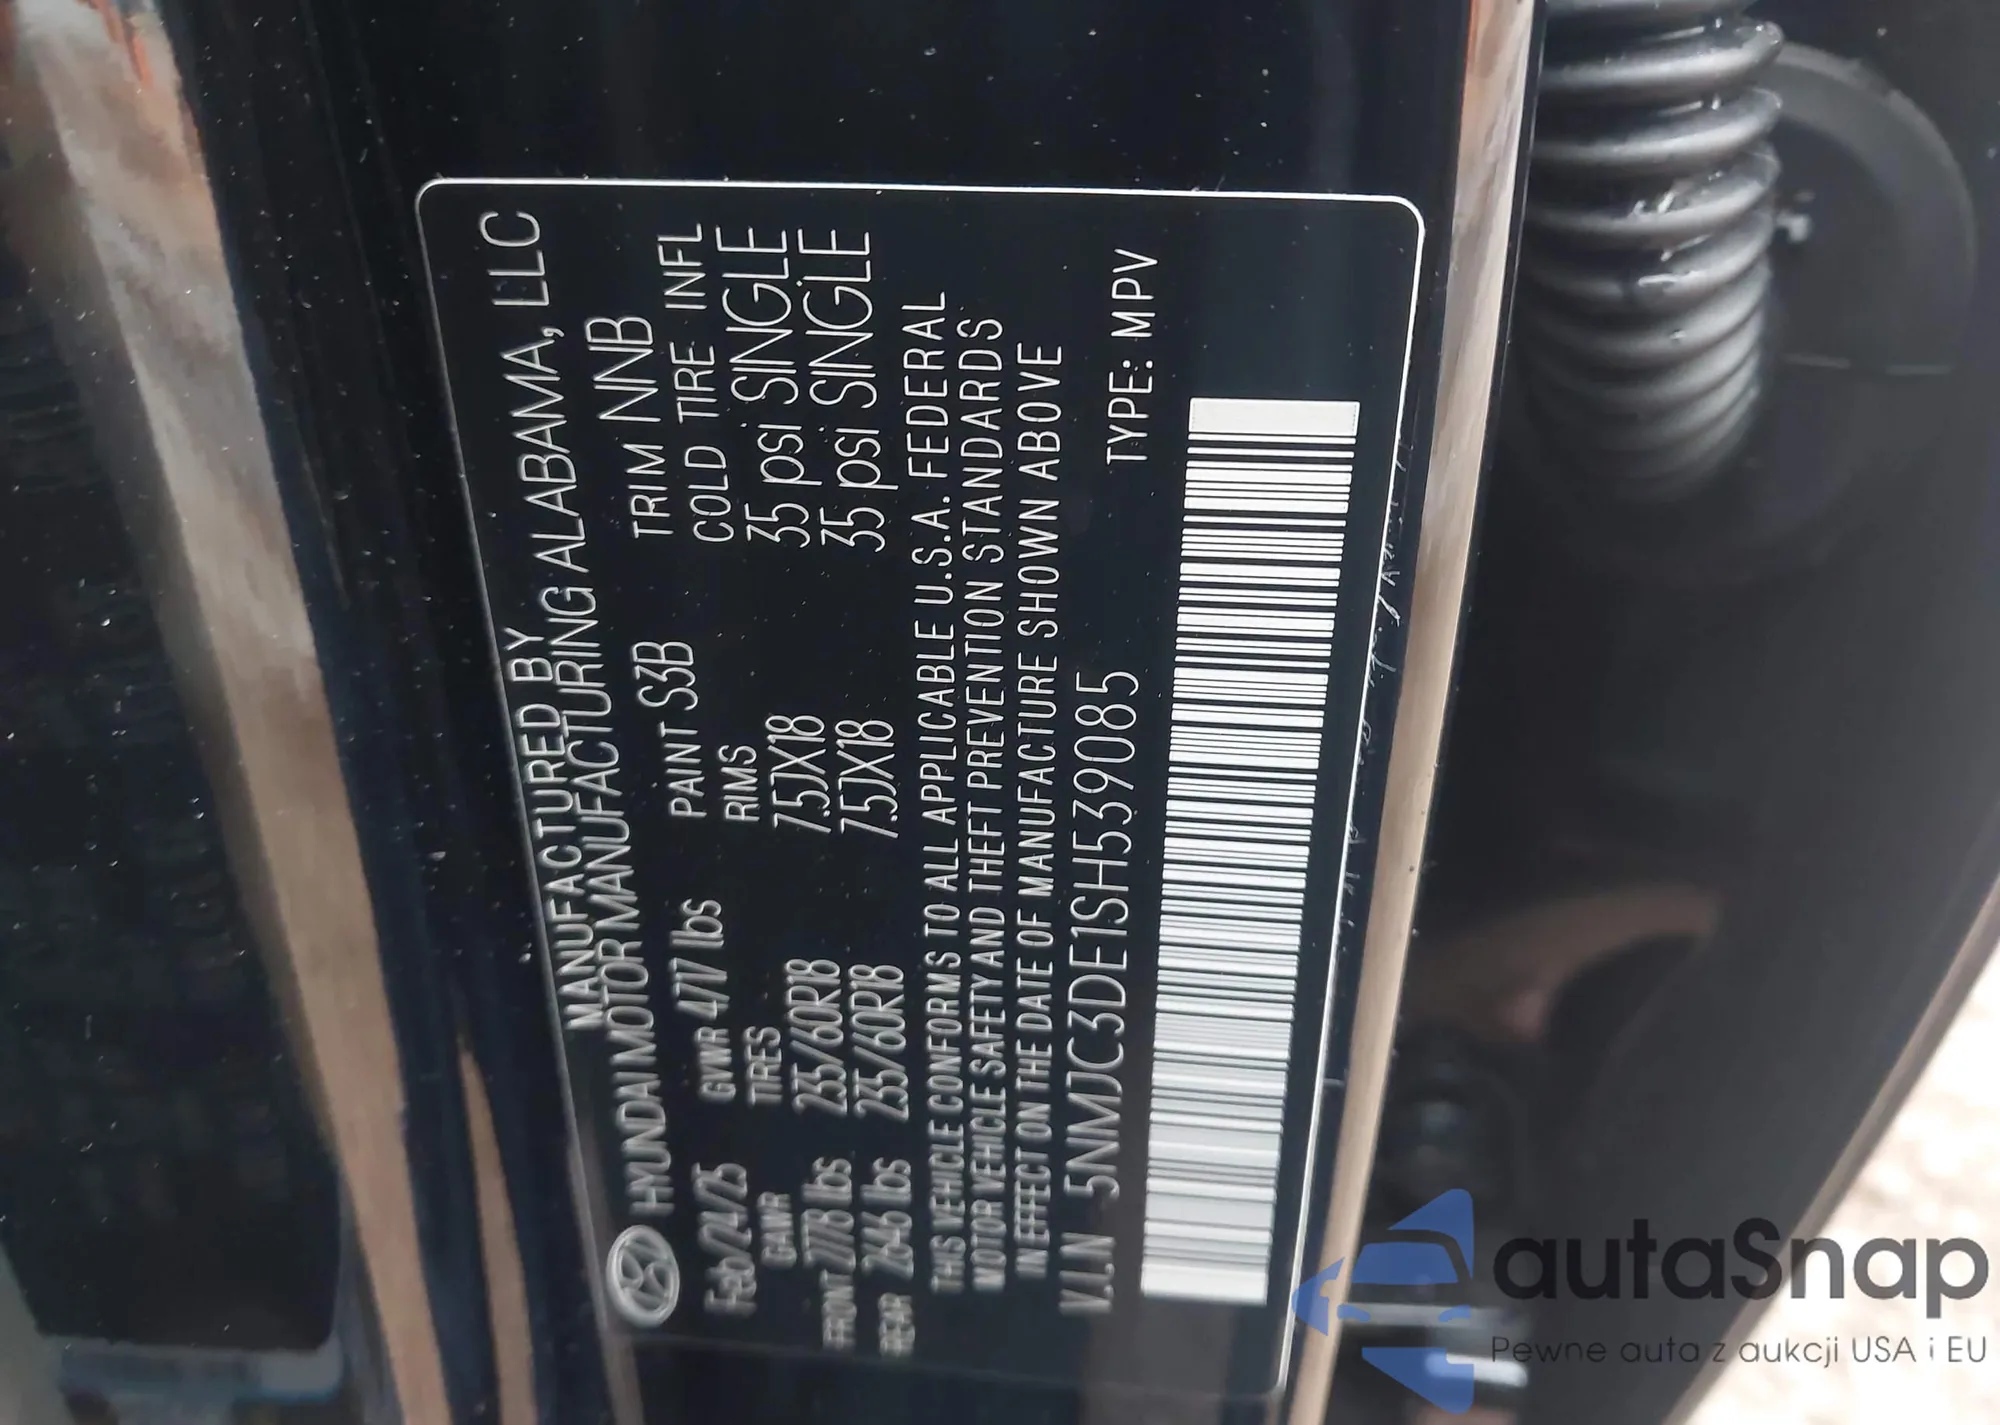 MANUFACTURED BY
HYUNDAI MOTOR MANUFACTURING ALABAMA, LLC
Feb/24/25 GVWR 4717 lbs PAINT S3B TRIM NNB
GAWR TIRES RIMS COLD TIRE INFL
FRONT 2778 lbs 235/60R18 7.5JX18 35 psi SINGLE
REAR 2646 lbs 235/60R18 7.5JX18 35 psi SINGLE
THIS VEHICLE CONFORMS TO ALL APPLICABLE U.S.A. FEDERAL
MOTOR VEHICLE SAFETY AND THEFT PREVENTION STANDARDS
IN EFFECT ON THE DATE OF MANUFACTURE SHOWN ABOVE
V.I.N 5NMJC3DE1SH539085 TYPE: MPV
autaSnap
Pewne auta z aukcji USA i EU